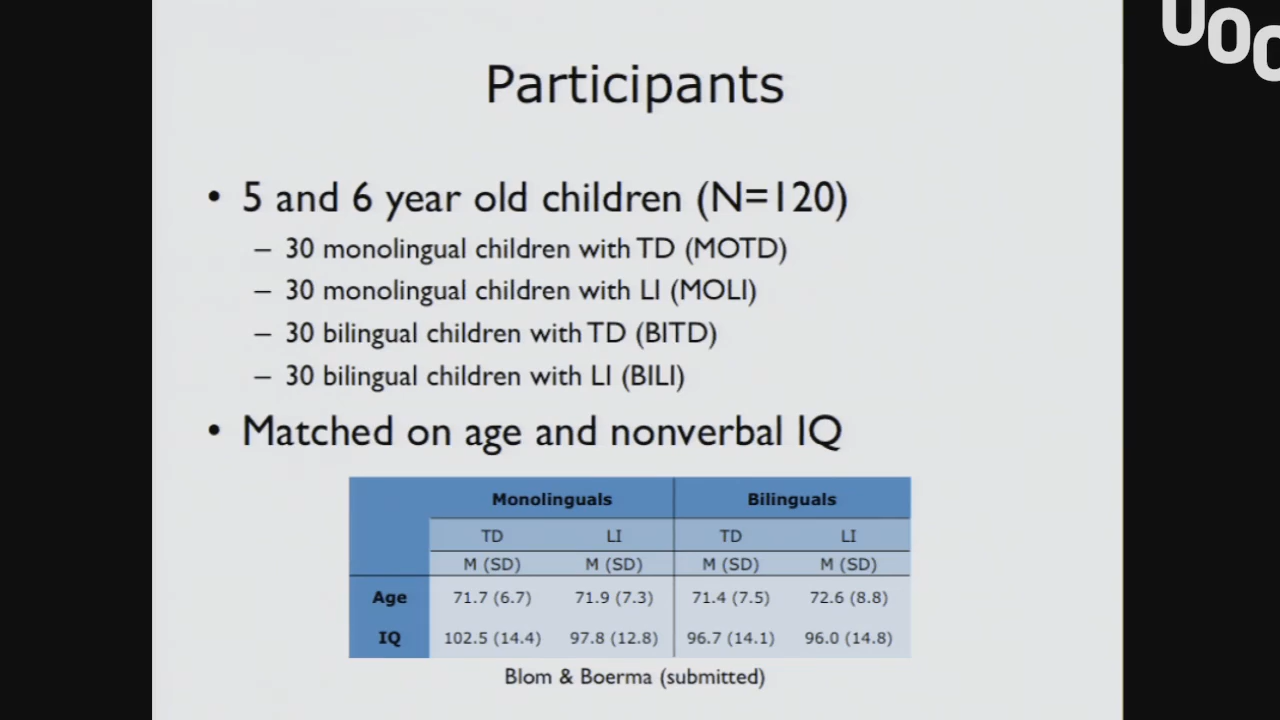 UOC
Participants
• 5 and 6 year old children (N=120)
– 30 monolingual children with TD (MOTD)
– 30 monolingual children with LI (MOLI)
– 30 bilingual children with TD (BITD)
– 30 bilingual children with LI (BILI)
• Matched on age and nonverbal IQ
Monolinguals Bilinguals
TD LI TD LI
M (SD) M (SD) M (SD) M (SD)
Age 71.7 (6.7) 71.9 (7.3) 71.4 (7.5) 72.6 (8.8)
IQ 102.5 (14.4) 97.8 (12.8) 96.7 (14.1) 96.0 (14.8)
Blom & Boerma (submitted)